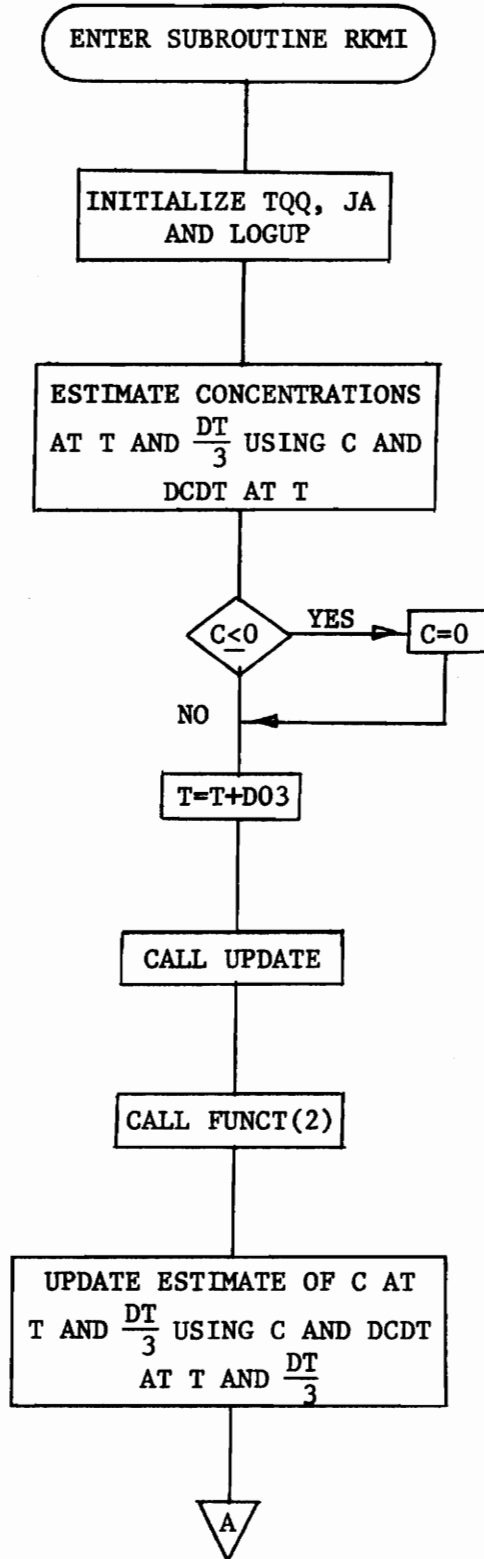 ENTER SUBROUTINE RKMI
INITIALIZE TQQ, JA
AND LOGUP
ESTIMATE CONCENTRATIONS
AT T AND DT/3 USING C AND
DCDT AT T
C≤0
YES
C=0
NO
T=T+DO3
CALL UPDATE
CALL FUNCT(2)
UPDATE ESTIMATE OF C AT
T AND DT/3 USING C AND DCDT
AT T AND DT/3
A